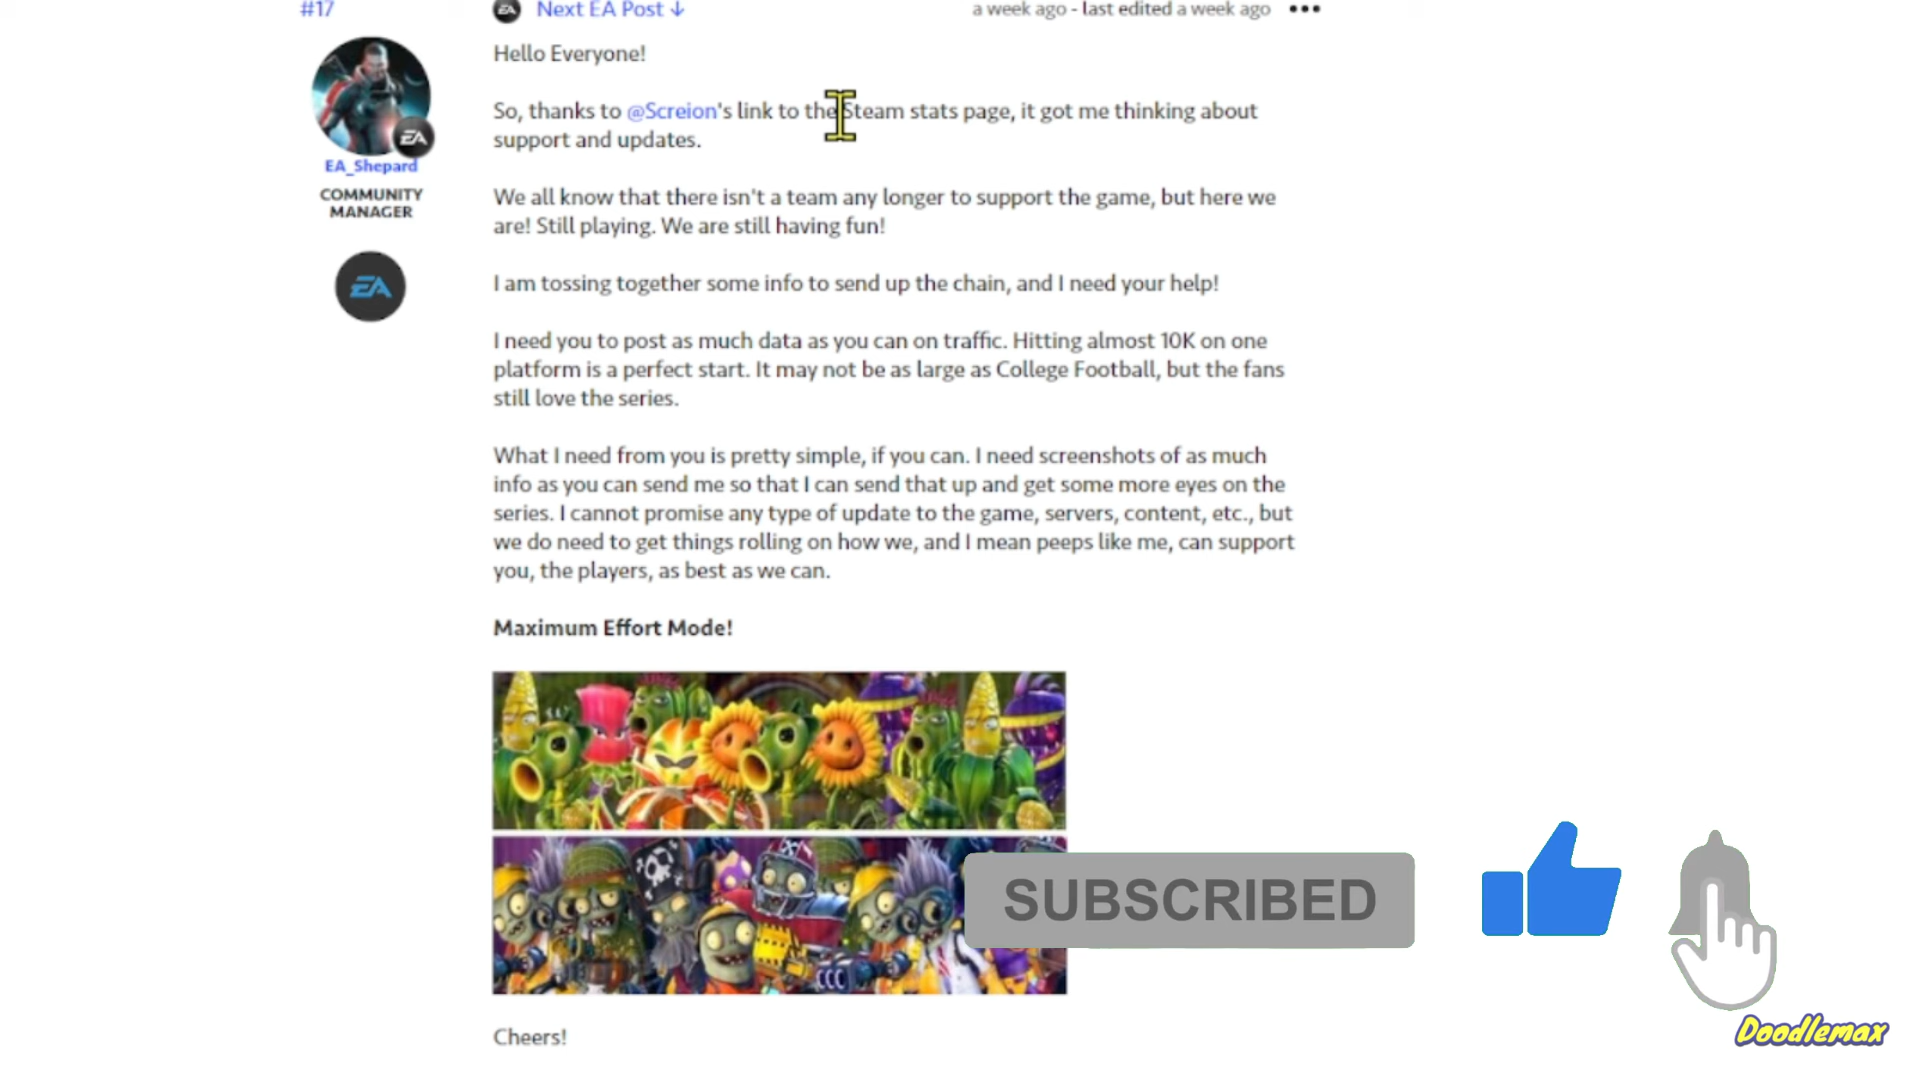 #17
EA
Next EA Post ↓
a week ago - last edited a week ago
Hello Everyone!
So, thanks to @Screion's link to the Steam stats page, it got me thinking about
support and updates.
EA
EA_Shepard
COMMUNITY
MANAGER
EA
We all know that there isn't a team any longer to support the game, but here we
are! Still playing. We are still having fun!
I am tossing together some info to send up the chain, and I need your help!
I need you to post as much data as you can on traffic. Hitting almost 10K on one
platform is a perfect start. It may not be as large as College Football, but the fans
still love the series.
What I need from you is pretty simple, if you can. I need screenshots of as much
info as you can send me so that I can send that up and get some more eyes on the
series. I cannot promise any type of update to the game, servers, content, etc., but
we do need to get things rolling on how we, and I mean peeps like me, can support
you, the players, as best as we can.
Maximum Effort Mode!
SUBSCRIBED
Cheers!
Doodlemax